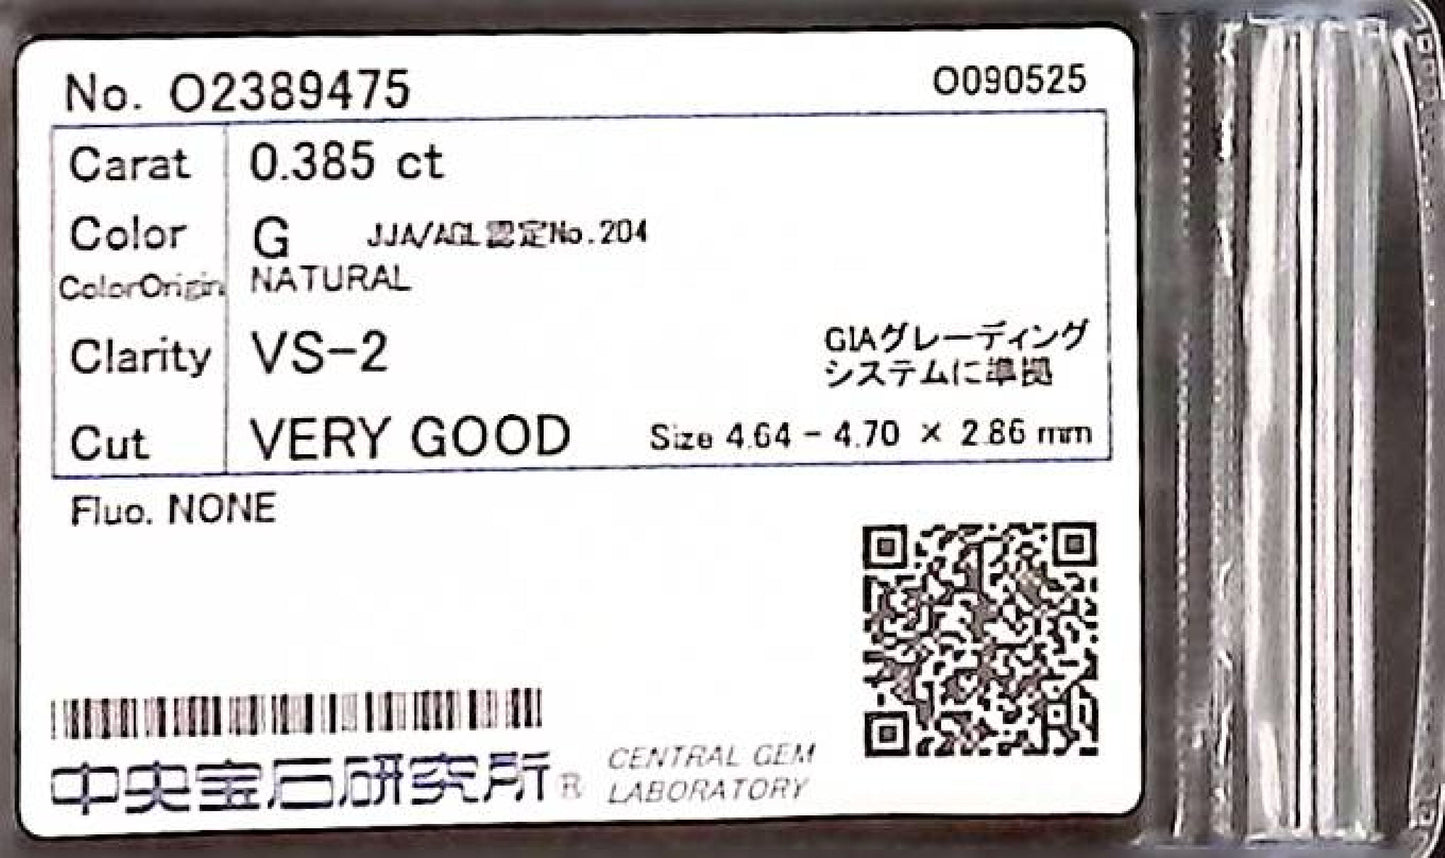 No. O2389475
O090525
Carat 0.385 ct
Color G JJA/AGL認定No.204
ColorOrigin NATURAL
Clarity VS-2
GIAグレーディング
システムに準拠
Cut VERY GOOD Size 4.64 - 4.70 × 2.86 mm
Fluo. NONE
中央宝石研究所® CENTRAL GEM
LABORATORY